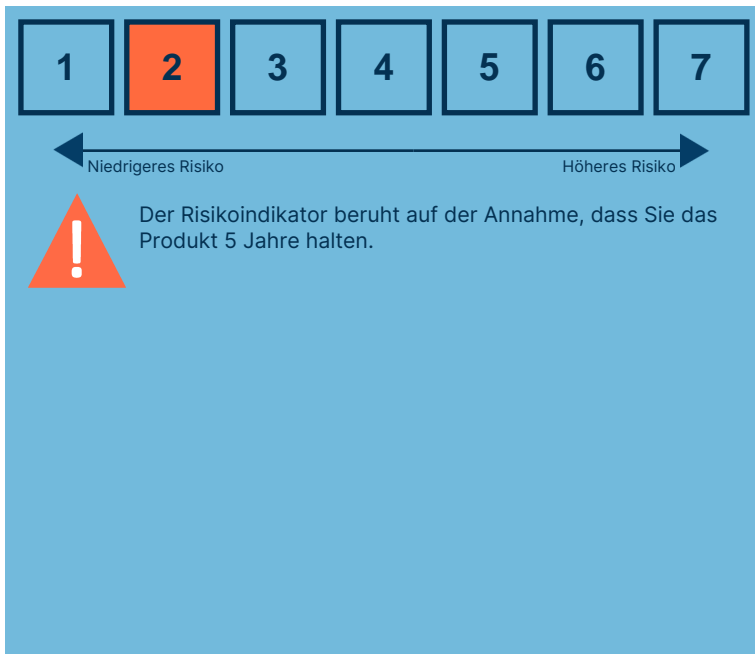 1 2 3 4 5 6 7
Niedrigeres Risiko Höheres Risiko
!
Der Risikoindikator beruht auf der Annahme, dass Sie das
Produkt 5 Jahre halten.